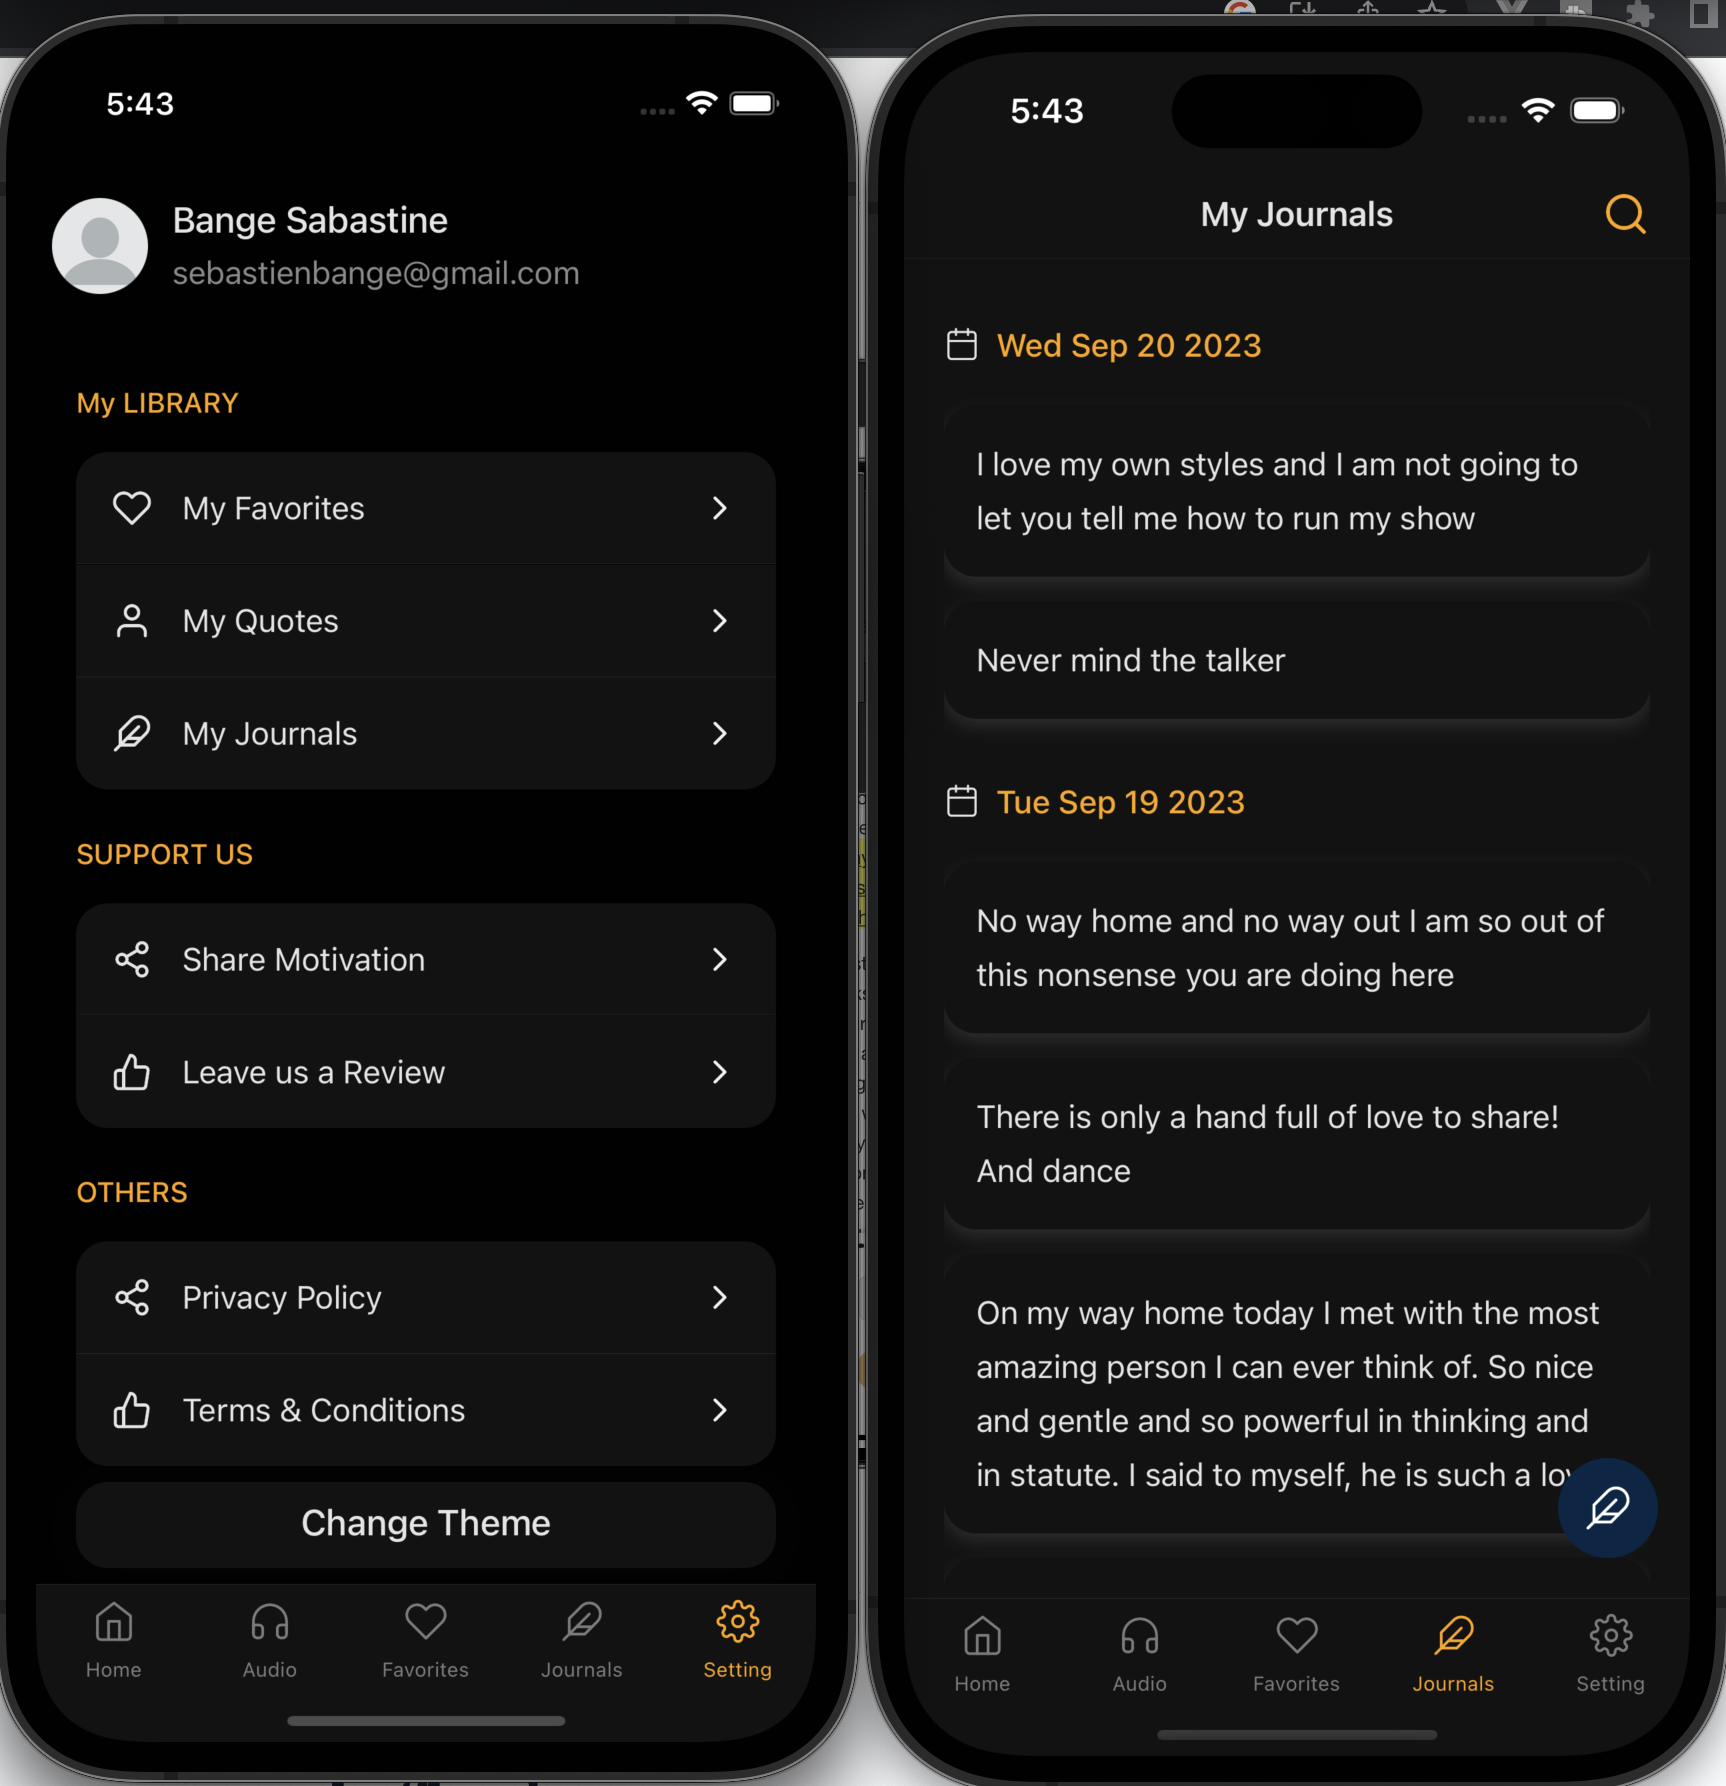 5:43
Bange Sabastine
sebastienbange@gmail.com
My LIBRARY
My Favorites
My Quotes
My Journals
SUPPORT US
Share Motivation
Leave us a Review
OTHERS
Privacy Policy
Terms & Conditions
Change Theme
Home
Audio
Favorites
Journals
Setting
5:43
My Journals
Wed Sep 20 2023
I love my own styles and I am not going to
let you tell me how to run my show
Never mind the talker
Tue Sep 19 2023
No way home and no way out I am so out of
this nonsense you are doing here
There is only a hand full of love to share!
And dance
On my way home today I met with the most
amazing person I can ever think of. So nice
and gentle and so powerful in thinking and
in statute. I said to myself, he is such a
Home
Audio
Favorites
Journals
Setting